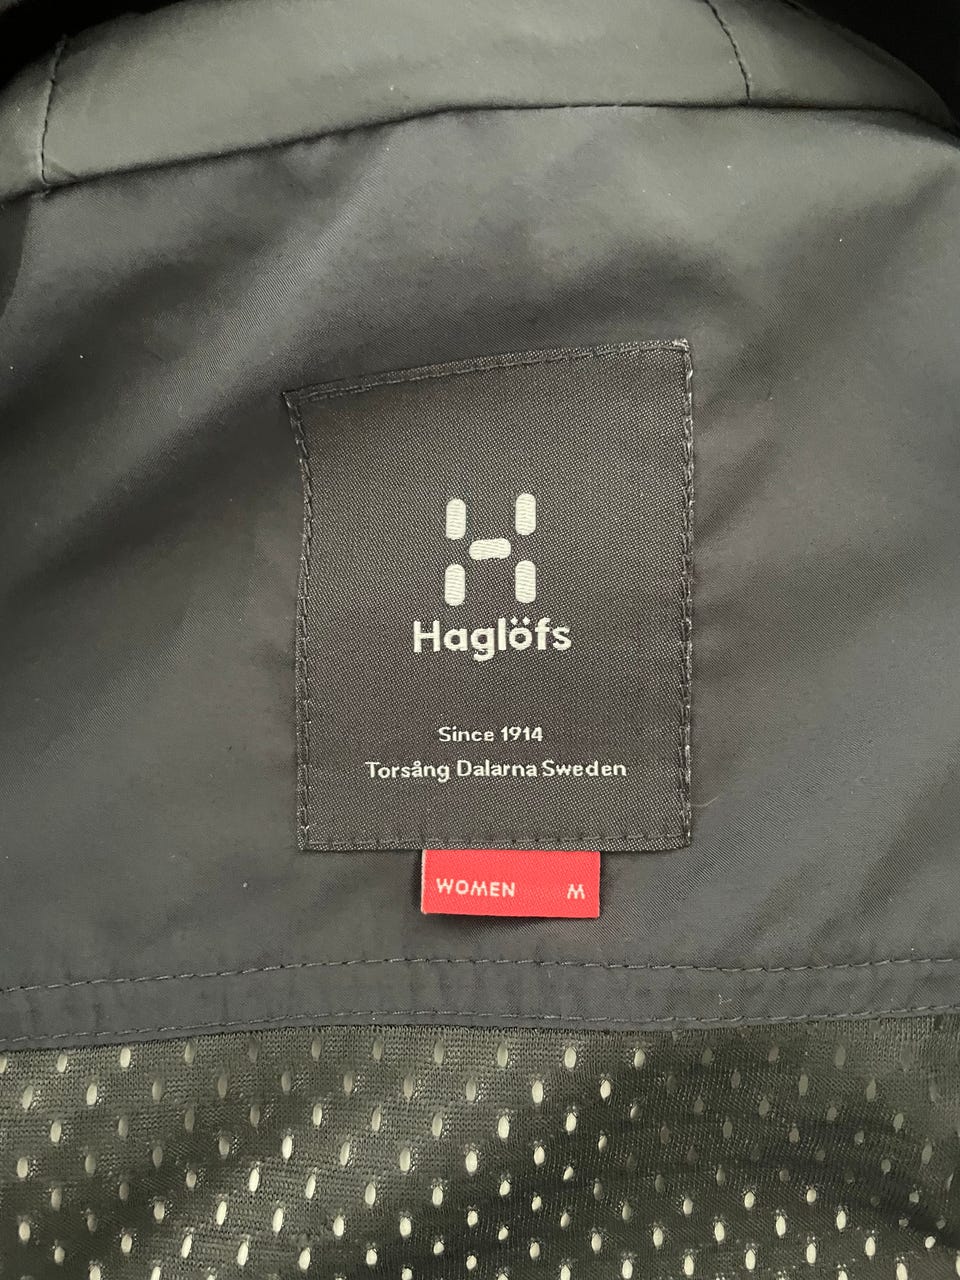 Haglöfs
Since 1914
Torsång Dalarna Sweden
WOMEN M